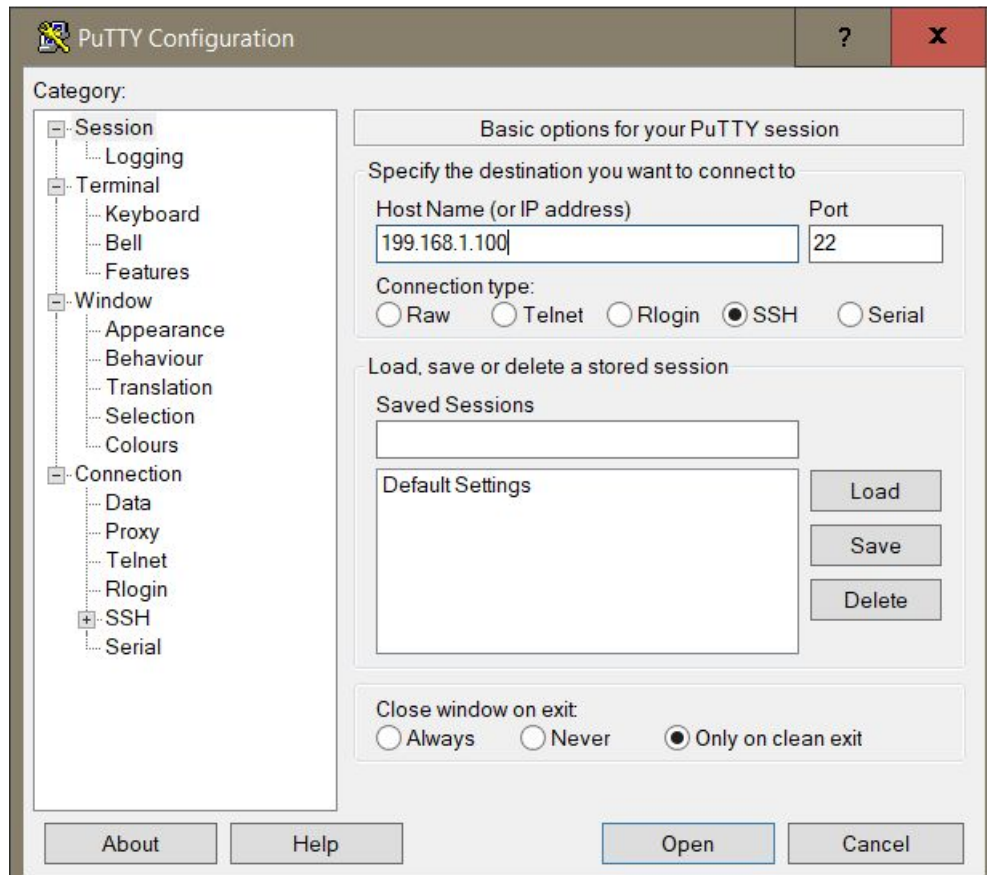 PuTTY Configuration
? x
Category:
Session
Logging
Terminal
Keyboard
Bell
Features
Window
Appearance
Behaviour
Translation
Selection
Colours
Connection
Data
Proxy
Telnet
Rlogin
SSH
Serial
Basic options for your PuTTY session
Specify the destination you want to connect to
Host Name (or IP address) Port
199.168.1.100 22
Connection type:
Raw Telnet Rlogin SSH Serial
Load, save or delete a stored session
Saved Sessions
Default Settings
Load
Save
Delete
Close window on exit:
Always Never Only on clean exit
About Help Open Cancel